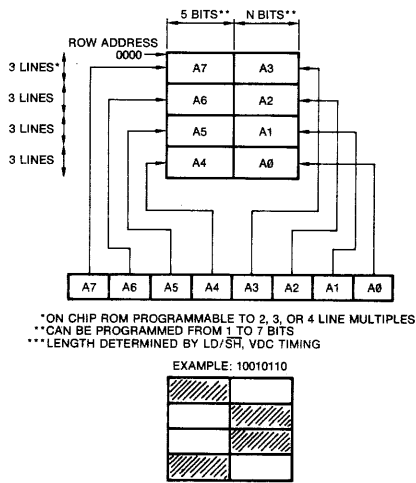 5 BITS** N BITS**
ROW ADDRESS
0000
3 LINES* A7 A3
3 LINES A6 A2
3 LINES A5 A1
3 LINES A4 A0
A7 A6 A5 A4 A3 A2 A1 A0
*ON CHIP ROM PROGRAMMABLE TO 2, 3, OR 4 LINE MULTIPLES
**CAN BE PROGRAMMED FROM 1 TO 7 BITS
***LENGTH DETERMINED BY LD/SH, VDC TIMING
EXAMPLE: 10010110